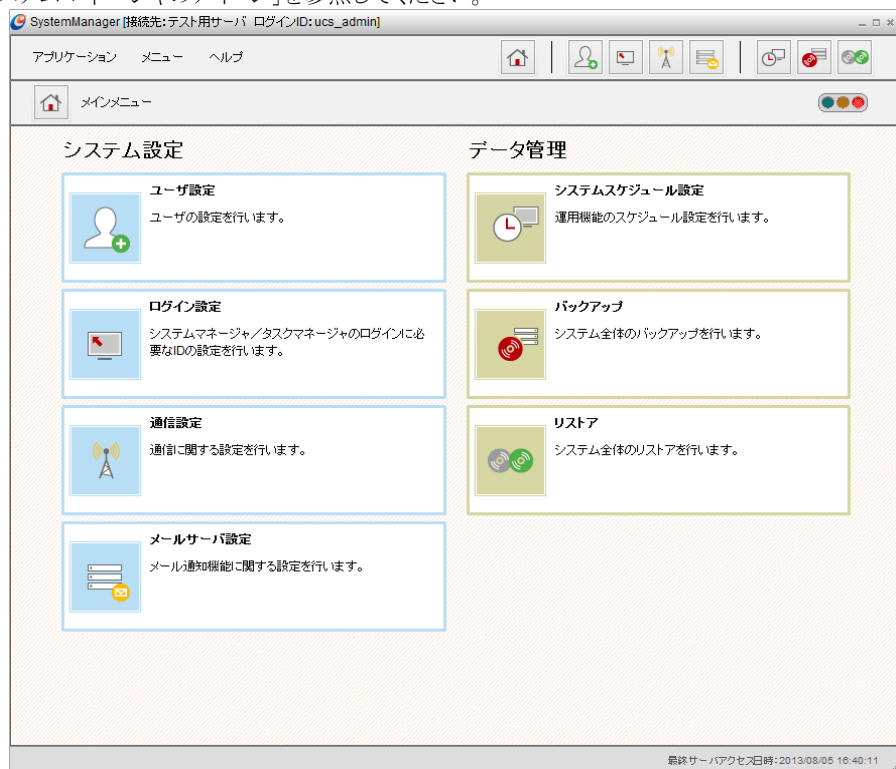 SystemManager [接続先:テスト用サーバ ログインID:ucs_admin]
アプリケーション メニュー ヘルプ
メインメニュー
システム設定
ユーザ設定
ユーザの設定を行います。
ログイン設定
システムマネージャ/タスクマネージャのログインに必
要なIDの設定を行います。
通信設定
通信に関する設定を行います。
メールサーバ設定
メール通知機能に関する設定を行います。
データ管理
システムスケジュール設定
運用機能のスケジュール設定を行います。
バックアップ
システム全体のバックアップを行います。
リストア
システム全体のリストアを行います。
最終サーバアクセス日時:2013/08/05 16:40:11